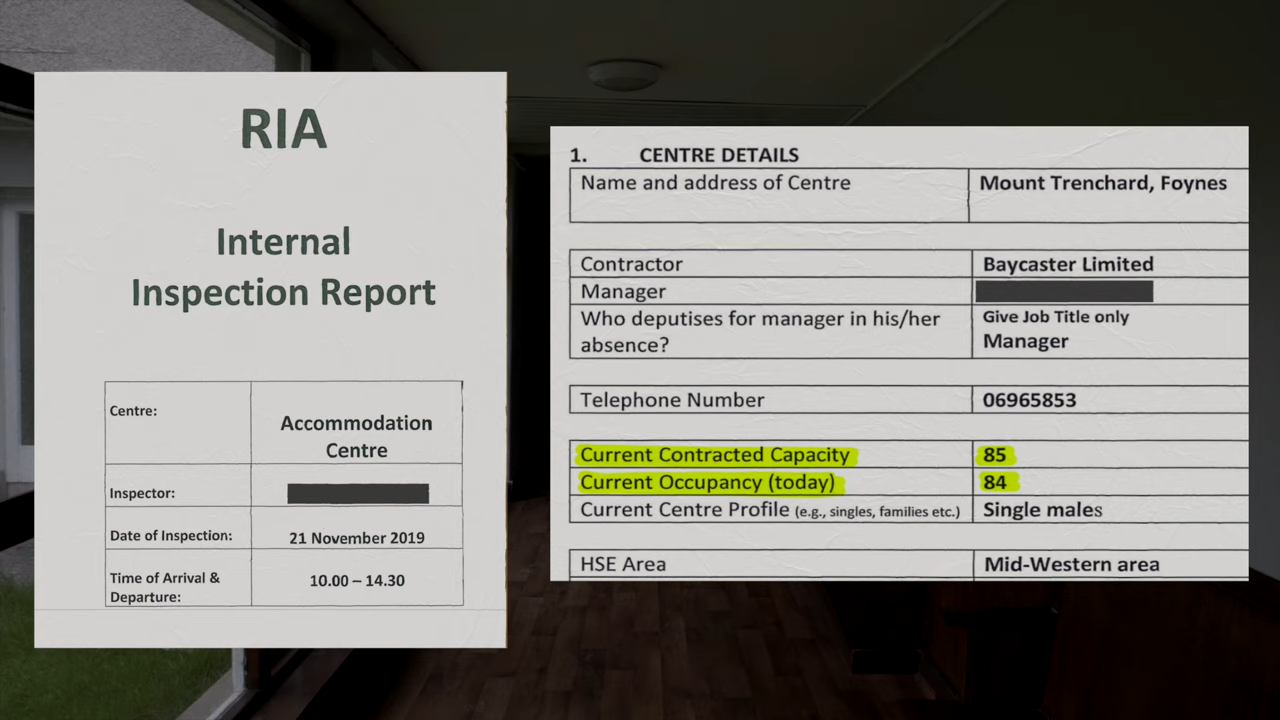 RIA
Internal
Inspection Report
Centre:
Accommodation
Centre
Inspector:
Date of Inspection:
21 November 2019
Time of Arrival &
Departure:
10.00 – 14.30
1. CENTRE DETAILS
Name and address of Centre
Mount Trenchard, Foynes
Contractor
Baycaster Limited
Manager
Who deputises for manager in his/her
absence?
Give Job Title only
Manager
Telephone Number
06965853
Current Contracted Capacity
85
Current Occupancy (today)
84
Current Centre Profile (e.g., singles, families etc.)
Single males
HSE Area
Mid-Western area